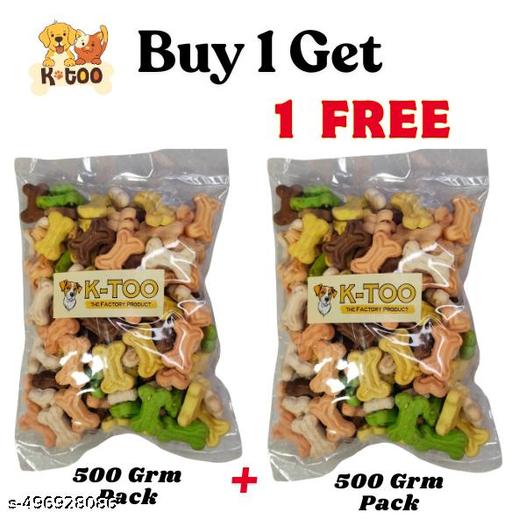 K-TOO
Buy 1 Get
1 FREE
K-TOO
THE FACTORY PRODUCT
K-TOO
THE FACTORY PRODUCT
500 Grm
Pack
+
500 Grm
Pack
s-496928086